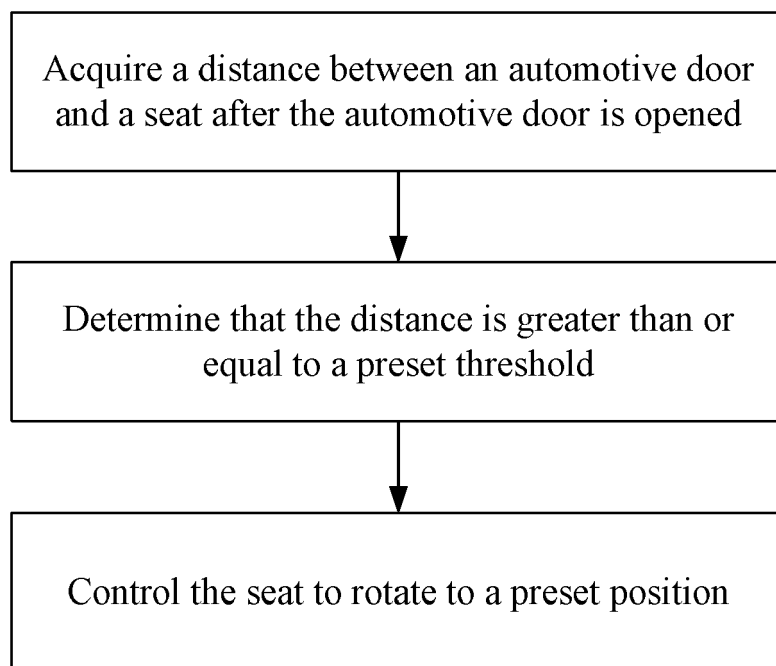 Acquire a distance between an automotive door
and a seat after the automotive door is opened
Determine that the distance is greater than or
equal to a preset threshold
Control the seat to rotate to a preset position